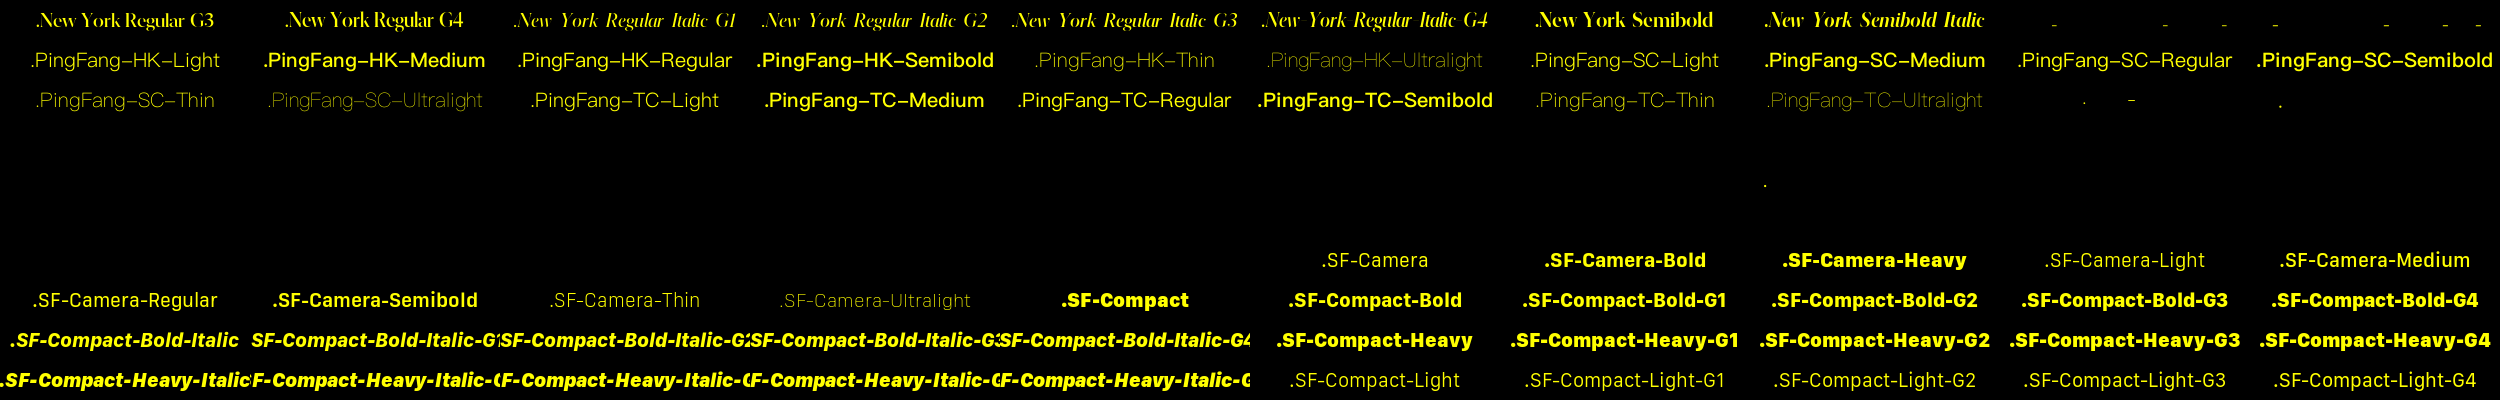 .New York Regular G3 .New York Regular G4 .New York Regular Italic G1 .New York Regular Italic G2 .New York Regular Italic G3 .New York Regular Italic G4 .New York Semibold .New York Semibold Italic
.PingFang-HK-Light .PingFang-HK-Medium .PingFang-HK-Regular .PingFang-HK-Semibold .PingFang-HK-Thin .PingFang-HK-Ultralight .PingFang-SC-Light .PingFang-SC-Medium .PingFang-SC-Regular .PingFang-SC-Semibold
.PingFang-SC-Thin .PingFang-SC-Ultralight .PingFang-TC-Light .PingFang-TC-Medium .PingFang-TC-Regular .PingFang-TC-Semibold .PingFang-TC-Thin .PingFang-TC-Ultralight
.SF-Camera .SF-Camera-Bold .SF-Camera-Heavy .SF-Camera-Light .SF-Camera-Medium
.SF-Camera-Regular .SF-Camera-Semibold .SF-Camera-Thin .SF-Camera-Ultralight .SF-Compact .SF-Compact-Bold .SF-Compact-Bold-G1 .SF-Compact-Bold-G2 .SF-Compact-Bold-G3 .SF-Compact-Bold-G4
.SF-Compact-Bold-Italic SF-Compact-Bold-Italic-G1 SF-Compact-Bold-Italic-G2 SF-Compact-Bold-Italic-G3 SF-Compact-Bold-Italic-G4 .SF-Compact-Heavy .SF-Compact-Heavy-G1 .SF-Compact-Heavy-G2 .SF-Compact-Heavy-G3 .SF-Compact-Heavy-G4
.SF-Compact-Heavy-Italic F-Compact-Heavy-Italic-G F-Compact-Heavy-Italic-G F-Compact-Heavy-Italic-G F-Compact-Heavy-Italic-G .SF-Compact-Light .SF-Compact-Light-G1 .SF-Compact-Light-G2 .SF-Compact-Light-G3 .SF-Compact-Light-G4